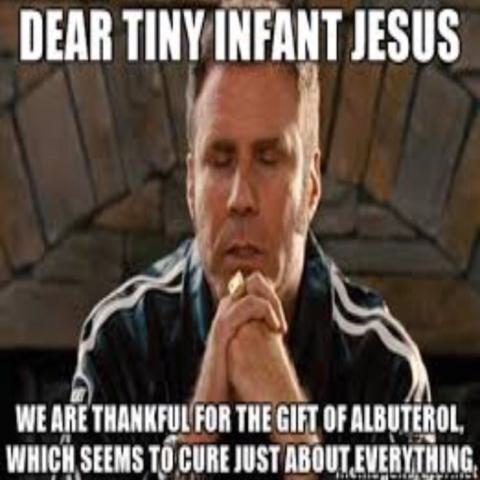 DEAR TINY INFANT JESUS
WE ARE THANKFUL FOR THE GIFT OF ALBUTEROL,
WHICH SEEMS TO CURE JUST ABOUT EVERYTHING.